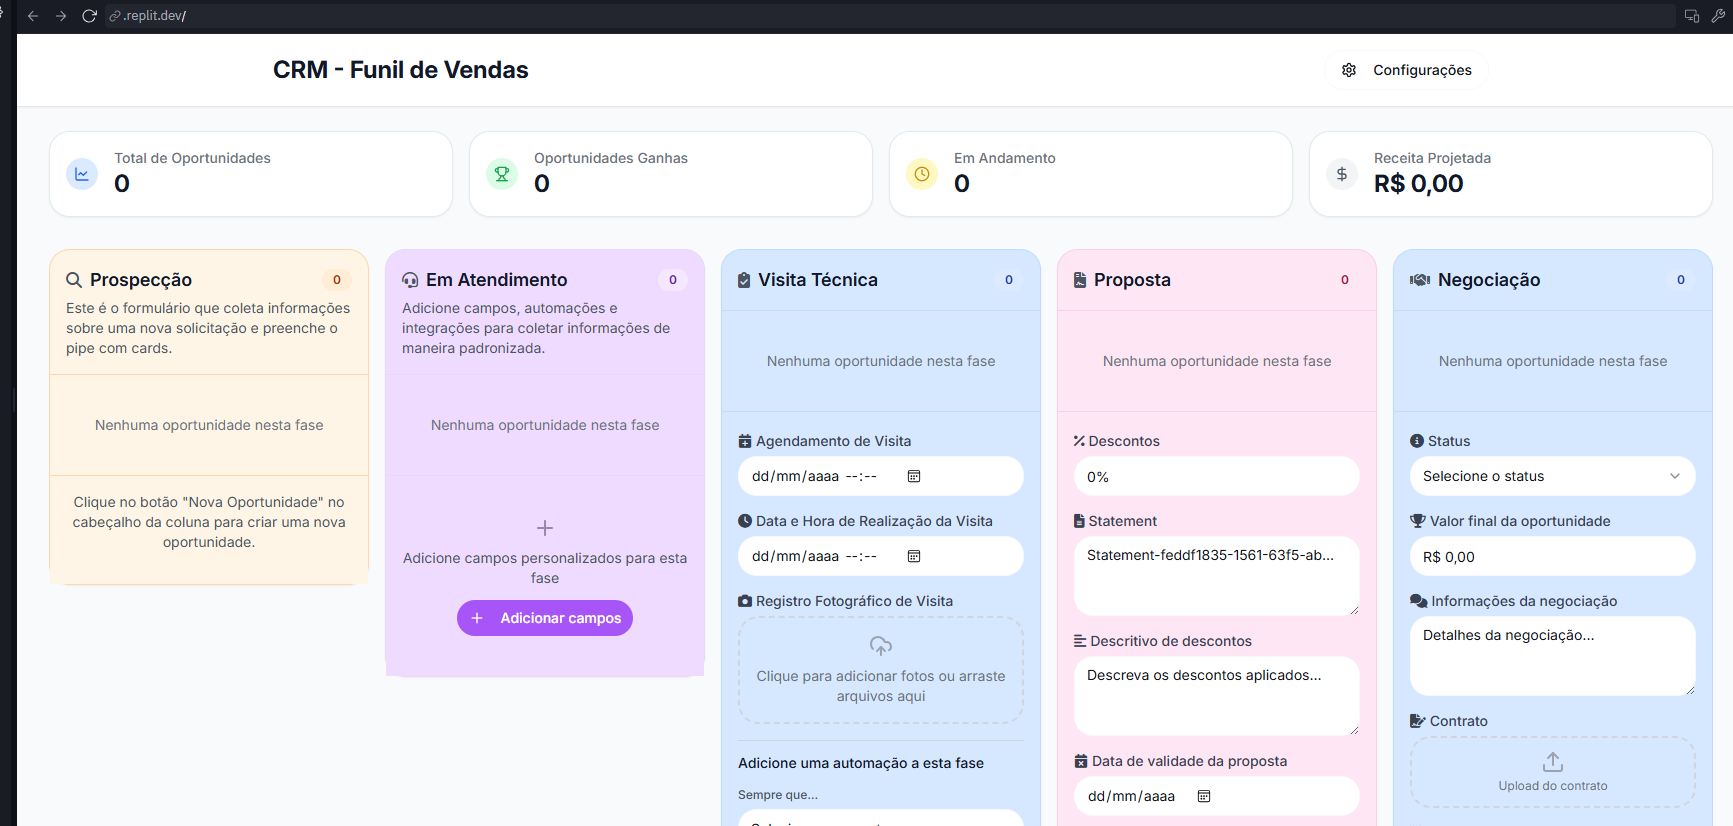 .replit.dev/
CRM - Funil de Vendas
Configurações
Total de Oportunidades
0
Oportunidades Ganhas
0
Em Andamento
0
Receita Projetada
R$ 0,00
Prospecção
0
Este é o formulário que coleta informações
sobre uma nova solicitação e preenche o
pipe com cards.
Nenhuma oportunidade nesta fase
Clique no botão "Nova Oportunidade" no
cabeçalho da coluna para criar uma nova
oportunidade.
Em Atendimento
0
Adicione campos, automações e
integrações para coletar informações de
maneira padronizada.
Nenhuma oportunidade nesta fase
Adicione campos personalizados para esta
fase
Adicionar campos
Visita Técnica
0
Nenhuma oportunidade nesta fase
Agendamento de Visita
dd/mm/aaaa --:--
Data e Hora de Realização da Visita
dd/mm/aaaa --:--
Registro Fotográfico de Visita
Clique para adicionar fotos ou arraste
arquivos aqui
Adicione uma automação a esta fase
Sempre que...
Proposta
0
Nenhuma oportunidade nesta fase
Descontos
0%
Statement
Statement-feddf1835-1561-63f5-ab...
Descritivo de descontos
Descreva os descontos aplicados...
Data de validade da proposta
dd/mm/aaaa
Negociação
0
Nenhuma oportunidade nesta fase
Status
Selecione o status
Valor final da oportunidade
R$ 0,00
Informações da negociação
Detalhes da negociação...
Contrato
Upload do contrato